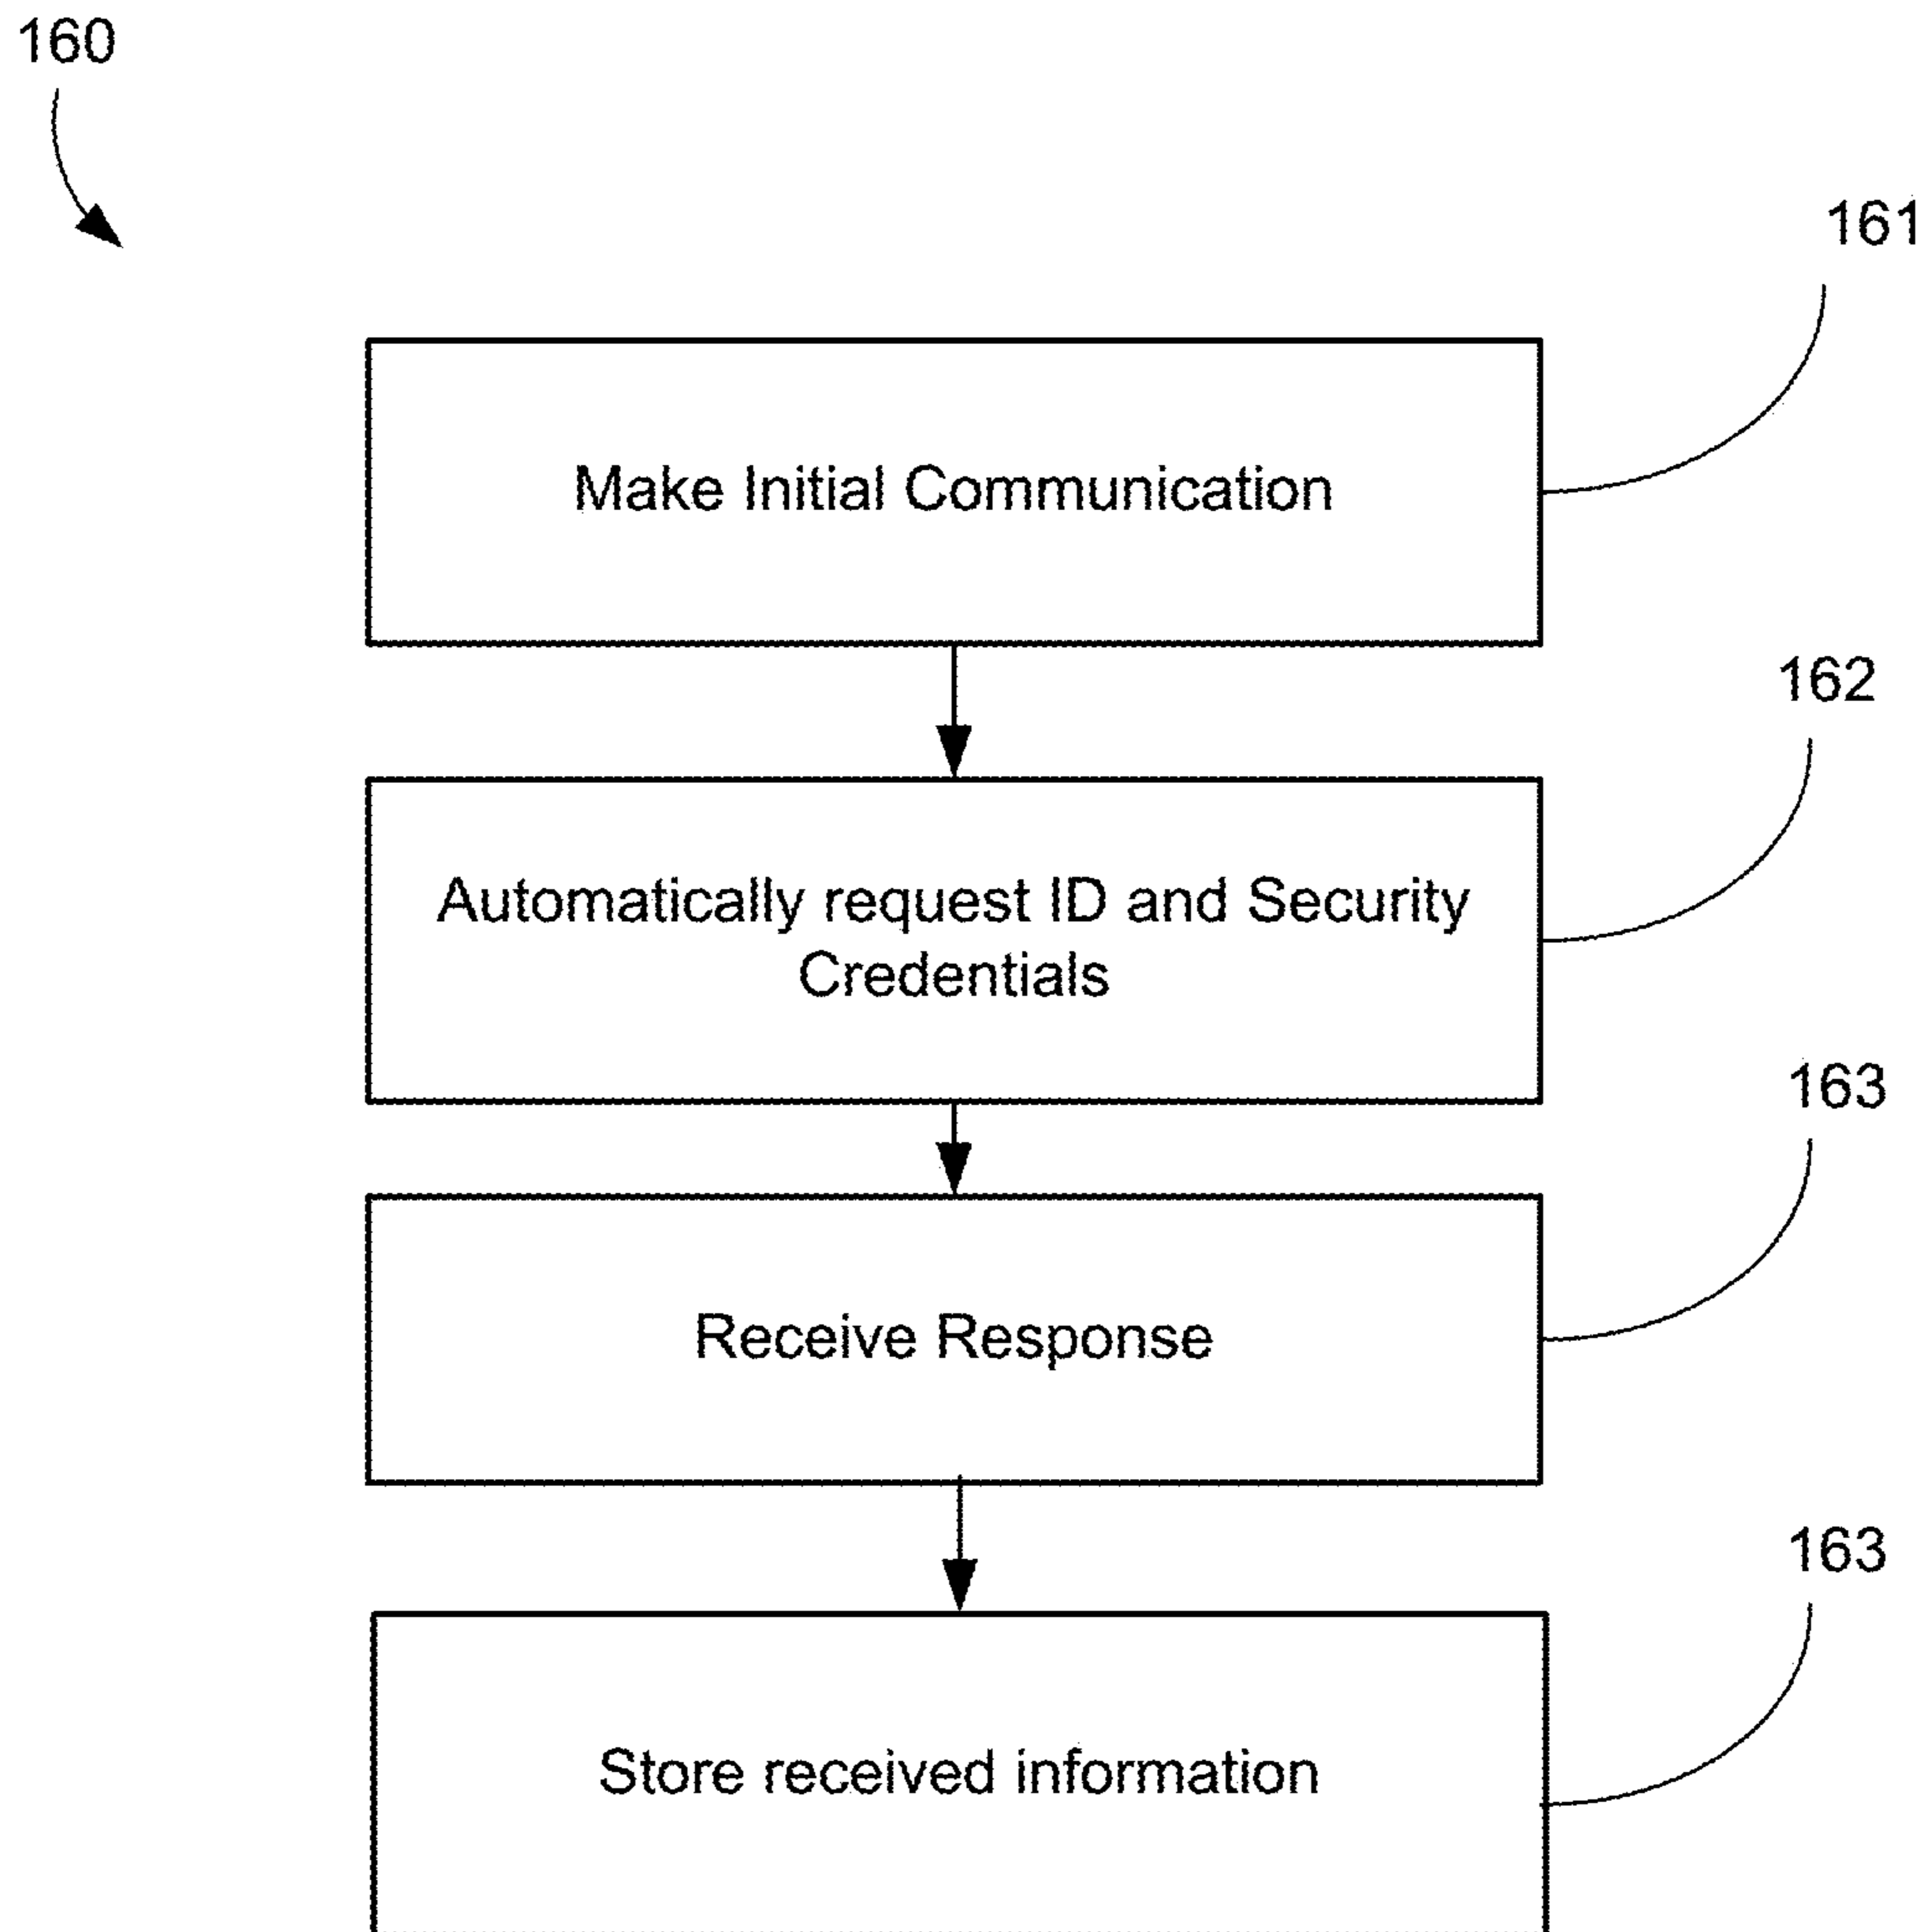 160
161
Make Initial Communication
162
Automatically request ID and Security
Credentials
163
Receive Response
163
Store received information